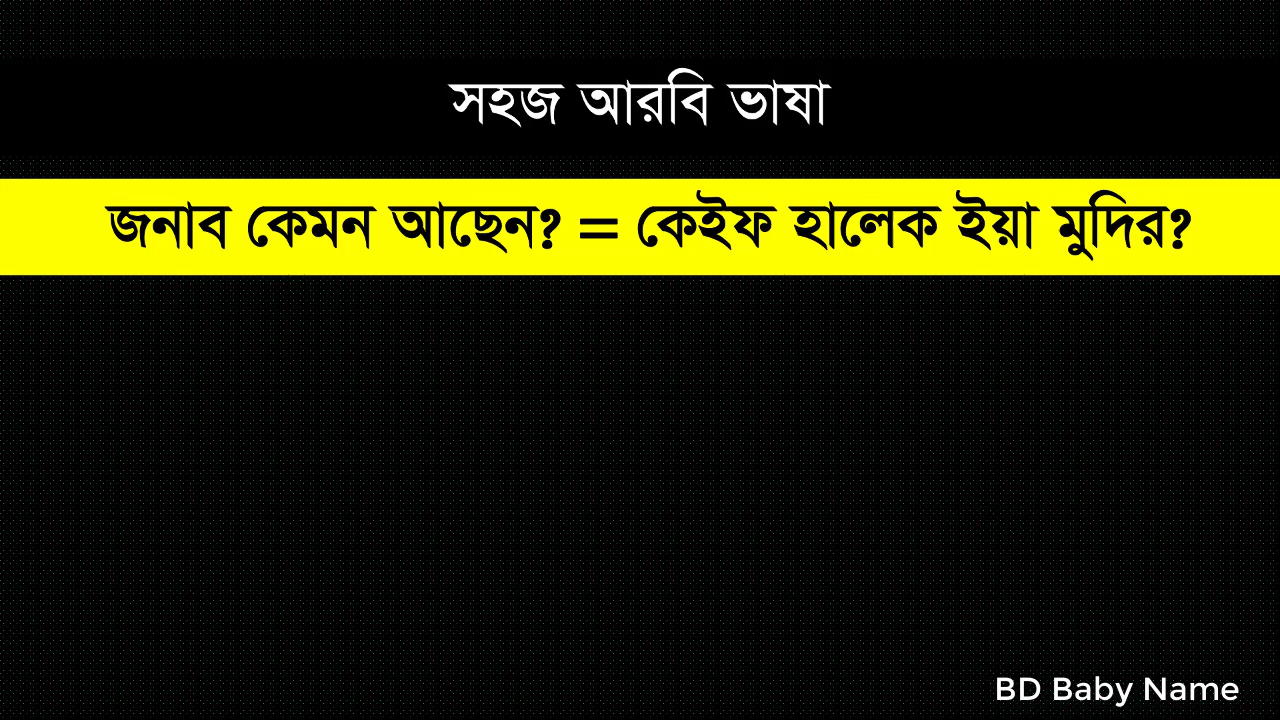 সহজ আরবি ভাষা
জনাব কেমন আছেন? = কেইফ হালেক ইয়া মুদির?
BD Baby Name